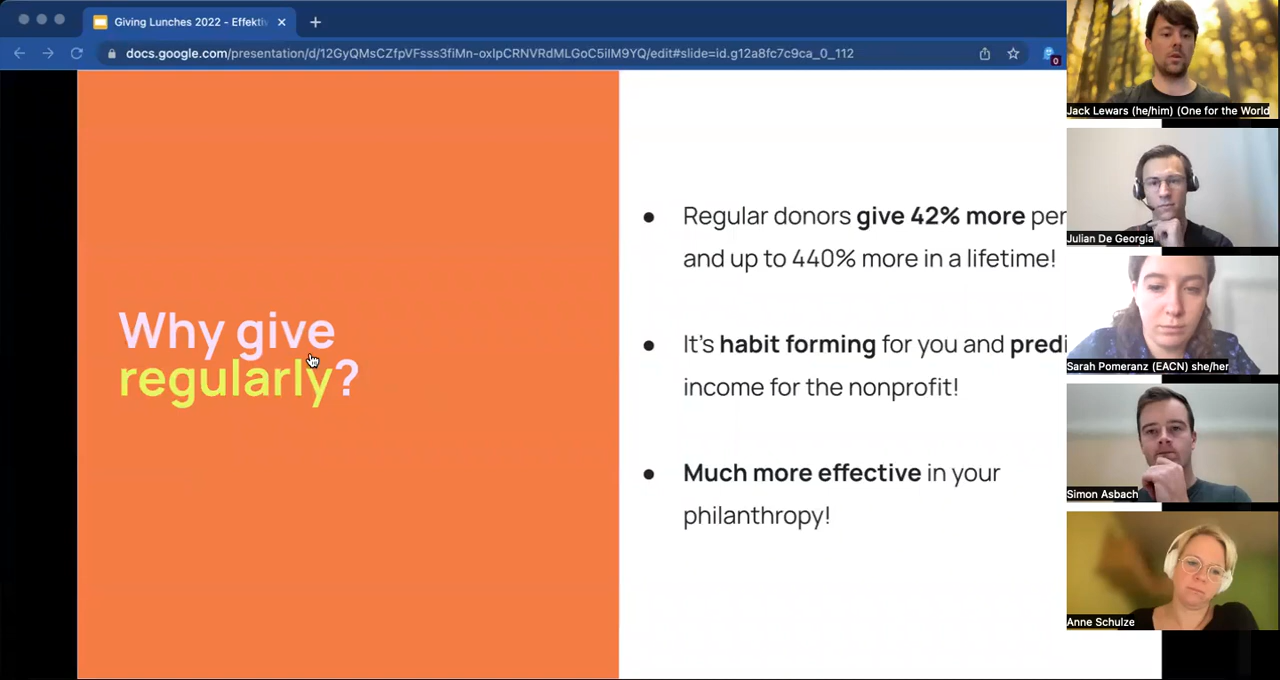 Giving Lunches 2022 - Effekti
docs.google.com/presentation/d/12GyQMsCZfpVFsss3fiMn-oxIpCRNVRdMLGoC5ilM9YQ/edit#slide=id.g12a8fc7c9ca_0_112
0
Why give
regularly?
● Regular donors give 42% more per
and up to 440% more in a lifetime!
● It's habit forming for you and predi
income for the nonprofit!
● Much more effective in your
philanthropy!
Jack Lewars (he/him) (One for the World
Julian De Georgia
Sarah Pomeranz (EACN) she/her
Simon Asbach
Anne Schulze